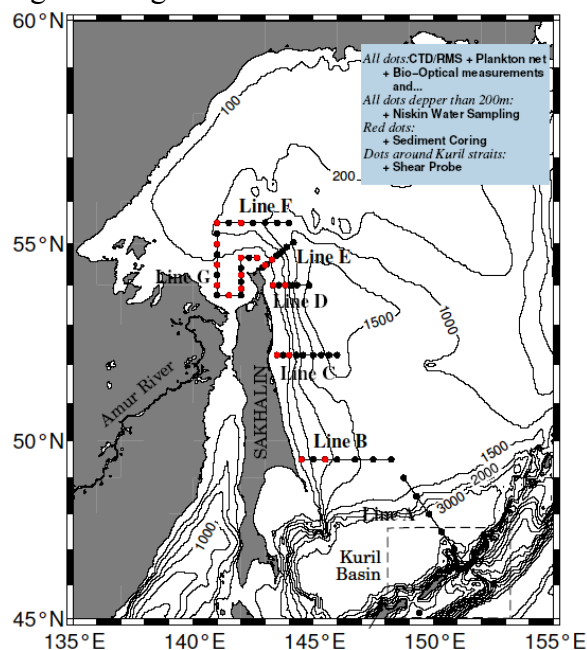 60°N
55°N
50°N
45°N
135°E
140°E
145°E
150°E
155°E
All dots:CTD/RMS + Plankton net
+ Bio-Optical measurements
and...
All dots depper than 200m:
+ Niskin Water Sampling
Red dots:
+ Sediment Coring
Dots around Kuril straits:
+ Shear Probe
100
200
Line F
Line E
Line G
Line D
1500
1000
Line C
Amur River
SAKHALIN
Line B
1500
2000
3000
Line A
1000
Kuril
Basin